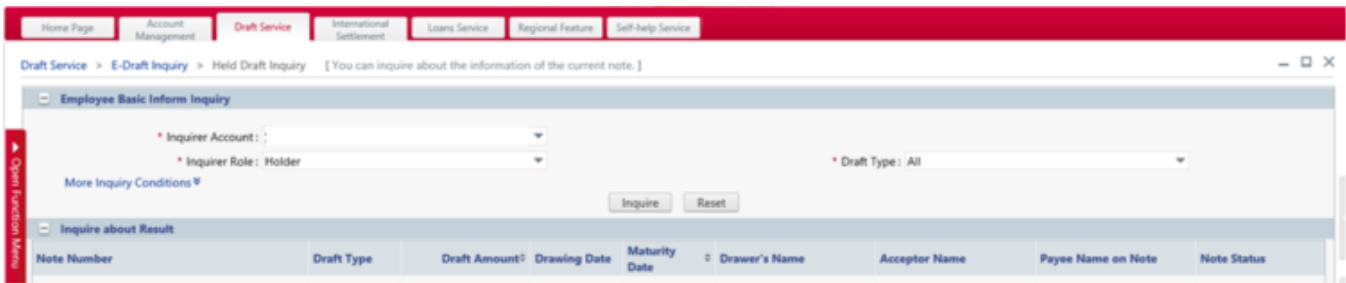 Home Page
Account Management
Draft Service
International Settlement
Loans Service
Regional Feature
Self-help Service
Draft Service > E-Draft Inquiry > Held Draft Inquiry [You can inquire about the information of the current note.]
Employee Basic Inform Inquiry
* Inquirer Account :
* Inquirer Role : Holder
* Draft Type : All
More Inquiry Conditions
Inquire Reset
Open Function Menu
Inquire about Result
Note Number Draft Type Draft Amount Drawing Date Maturity Date Drawer's Name Acceptor Name Payee Name on Note Note Status